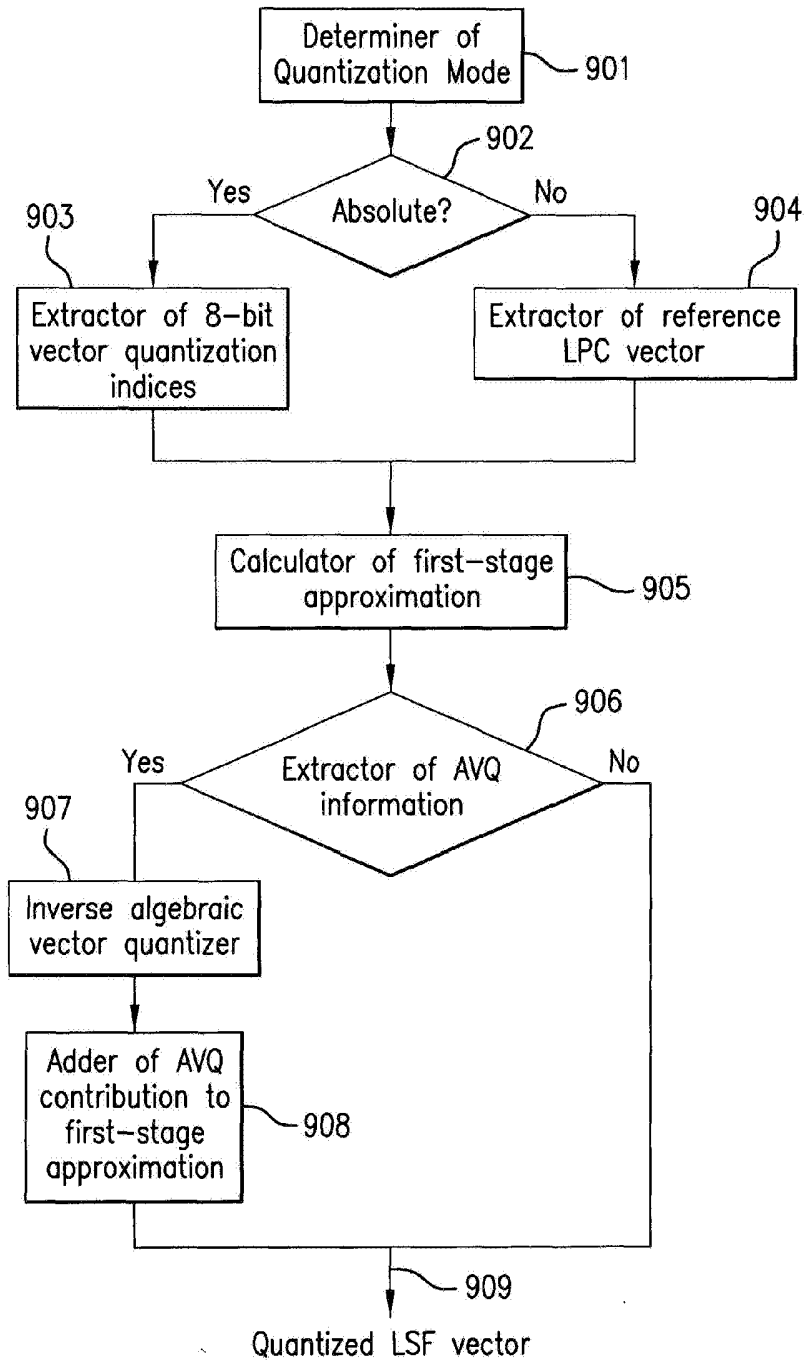 Determiner of
Quantization Mode
901
902
Yes
Absolute?
No
903
904
Extractor of 8-bit
vector quantization
indices
Extractor of reference
LPC vector
Calculator of first-stage
approximation
905
906
Yes
Extractor of AVQ
information
No
907
Inverse algebraic
vector quantizer
Adder of AVQ
contribution to
first-stage
approximation
908
909
Quantized LSF vector